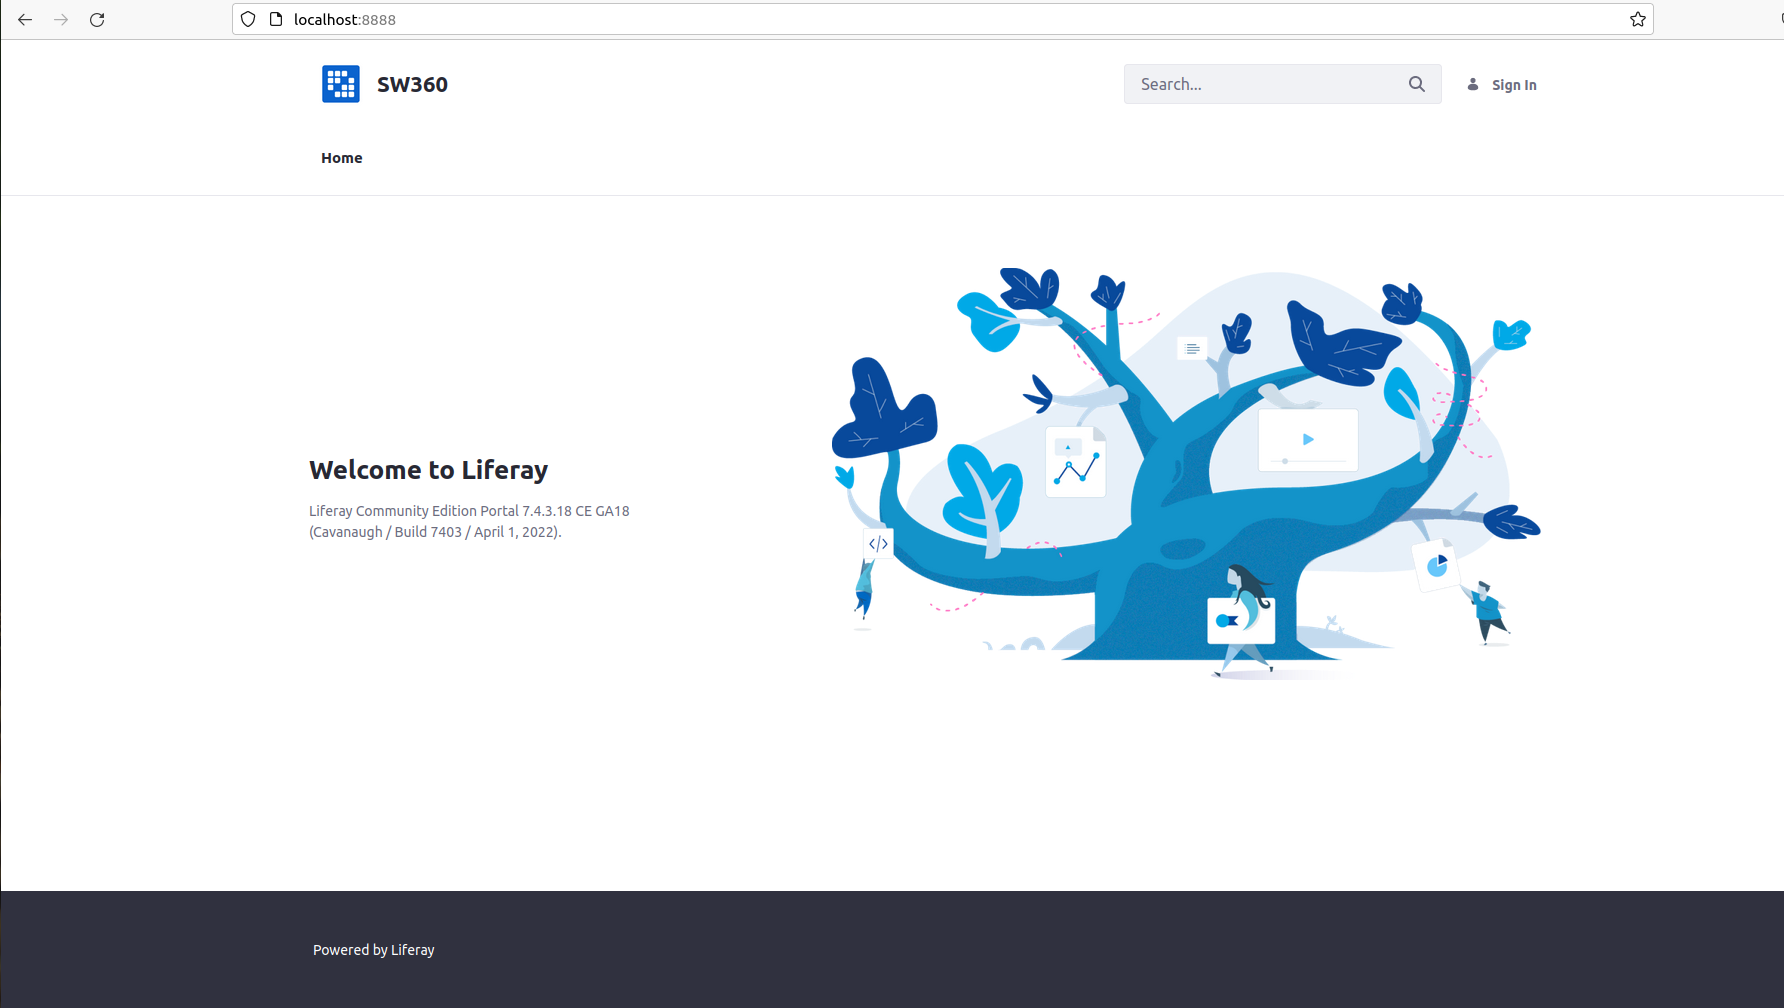 localhost:8888
SW360
Search...
Sign In
Home
Welcome to Liferay
Liferay Community Edition Portal 7.4.3.18 CE GA18
(Cavanaugh / Build 7403 / April 1, 2022).
</>
Powered by Liferay